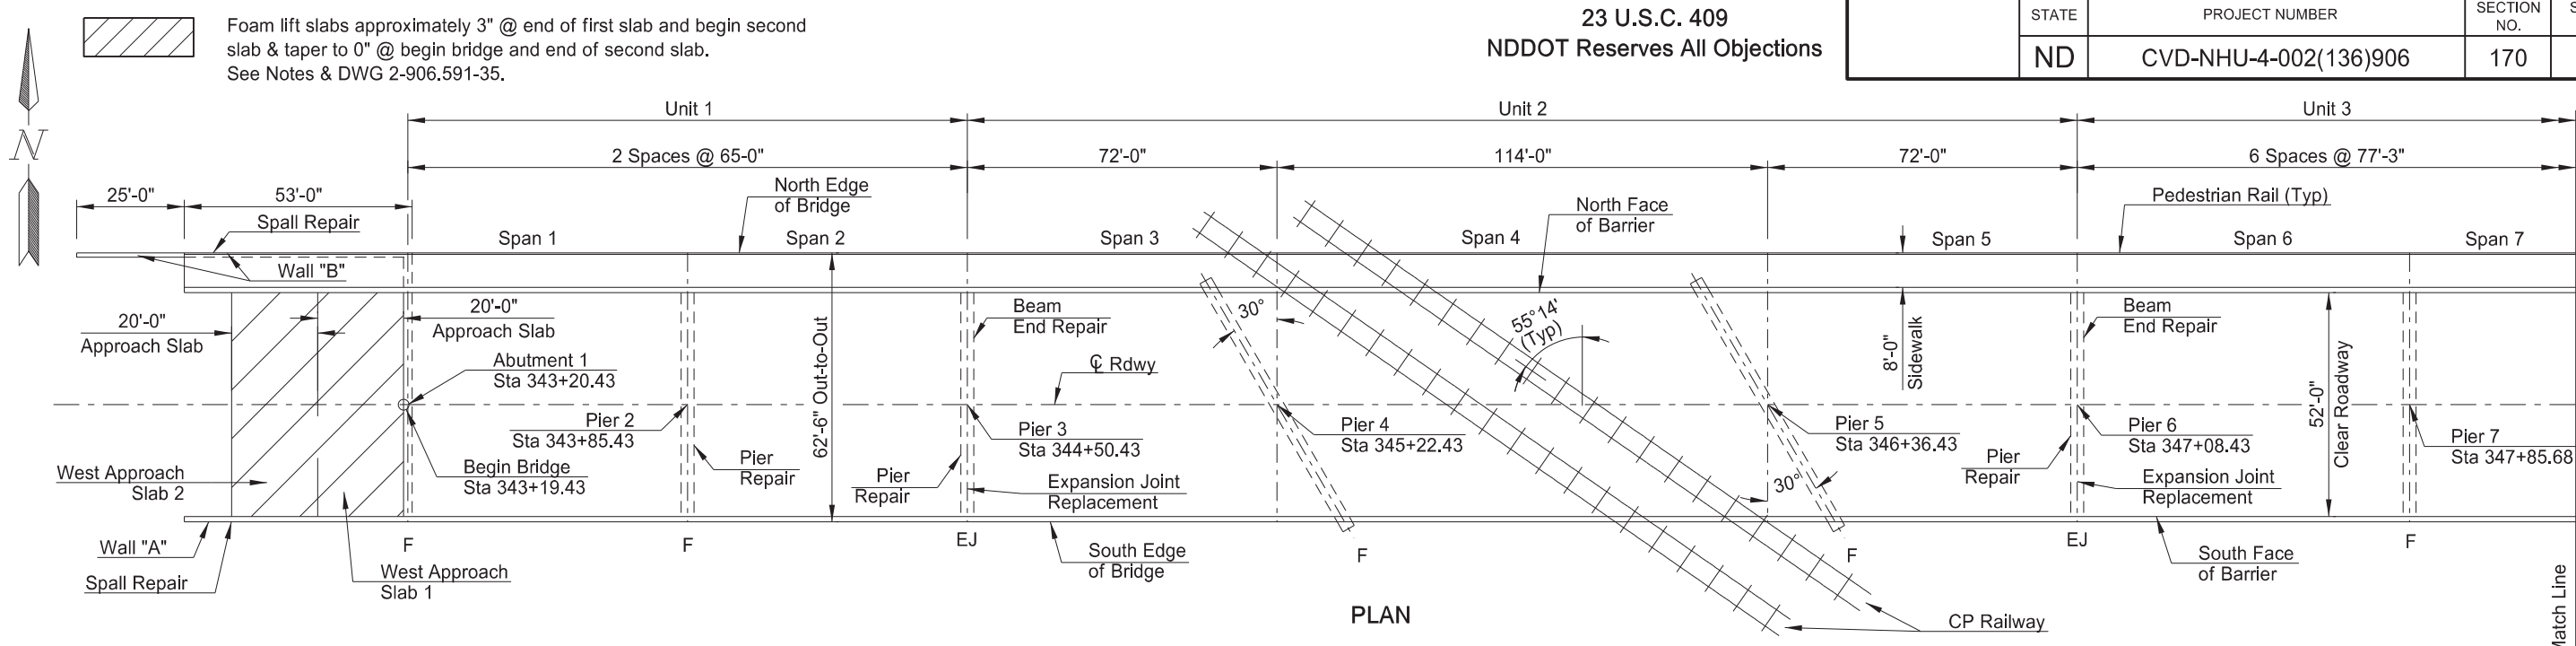 Foam lift slabs approximately 3" @ end of first slab and begin second
slab & taper to 0" @ begin bridge and end of second slab.
See Notes & DWG 2-906.591-35.
23 U.S.C. 409
NDDOT Reserves All Objections
STATE
PROJECT NUMBER
SECTION
NO.
ND
CVD-NHU-4-002(136)906
170
N
Unit 1
Unit 2
Unit 3
2 Spaces @ 65-0"
72'-0"
114'-0"
72'-0"
6 Spaces @ 77'-3"
25'-0"
53'-0"
North Edge
of Bridge
North Face
of Barrier
Pedestrian Rail (Typ)
Spall Repair
Span 1
Span 2
Span 3
Span 4
Span 5
Span 6
Span 7
Wall "B"
20'-0"
Approach Slab
20'-0"
Approach Slab
Abutment 1
Sta 343+20.43
62'-6" Out-to-Out
Beam
End Repair
℄ Rdwy
30°
55°14'
(Typ)
8'-0"
Sidewalk
Beam
End Repair
52'-0"
Clear Roadway
Pier 2
Sta 343+85.43
Pier 3
Sta 344+50.43
Pier 4
Sta 345+22.43
Pier 5
Sta 346+36.43
Pier 6
Sta 347+08.43
Pier 7
Sta 347+85.68
West Approach
Slab 2
Begin Bridge
Sta 343+19.43
Pier
Repair
Pier
Repair
Expansion Joint
Replacement
30°
Pier
Repair
Expansion Joint
Replacement
Wall "A"
Spall Repair
F
West Approach
Slab 1
F
EJ
South Edge
of Bridge
F
F
EJ
South Face
of Barrier
F
PLAN
CP Railway
Match Line